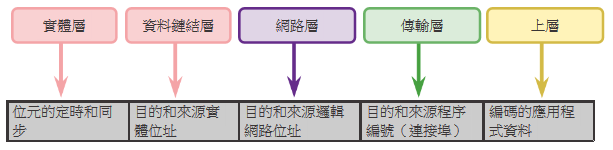 實體層
資料鏈結層
網路層
傳輸層
上層
位元的定時和同
步
目的和來源實
體位址
目的和來源邏輯
網路位址
目的和來源程序
編號（連接埠）
編碼的應用程
式資料